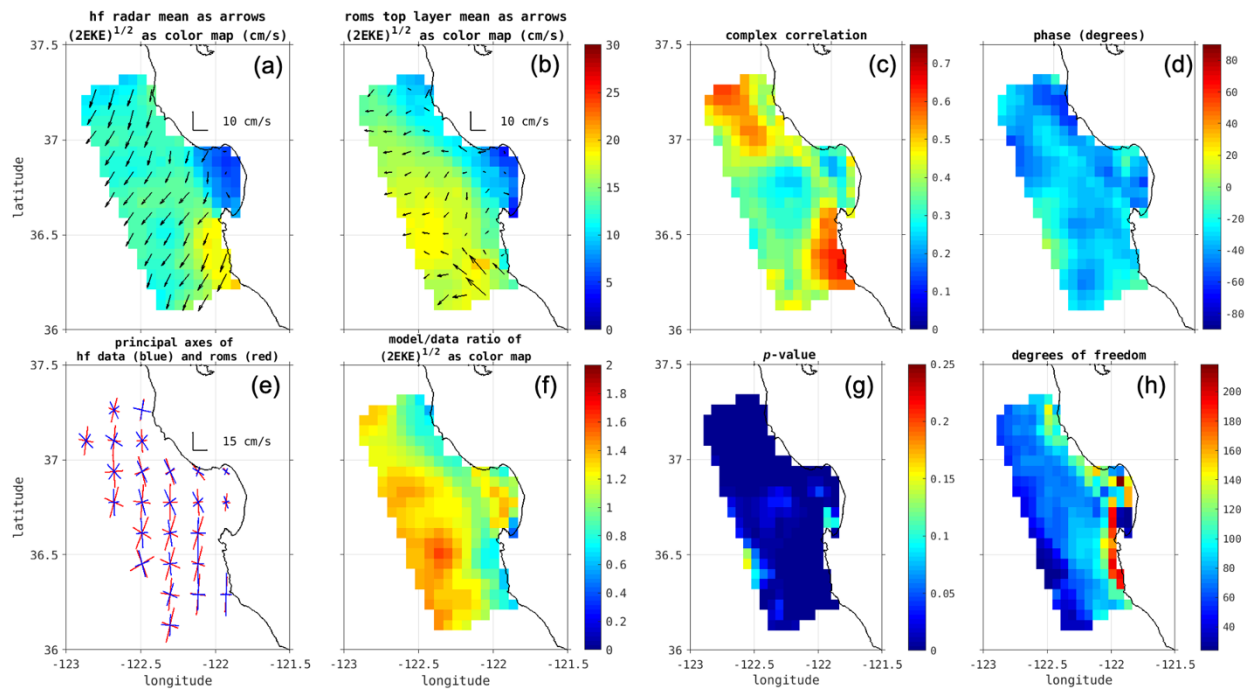 hf radar mean as arrows
(2EKE)1/2 as color map (cm/s)
roms top layer mean as arrows
(2EKE)1/2 as color map (cm/s)
complex correlation
phase (degrees)
37.5
37
36.5
36
latitude
(a)
10 cm/s
37.5
37
36.5
36
(b)
10 cm/s
30
25
20
15
10
5
0
(c)
0.7
0.6
0.5
0.4
0.3
0.2
0.1
0
(d)
80
60
40
20
0
-20
-40
-60
-80
principal axes of
hf data (blue) and roms (red)
model/data ratio of
(2EKE)1/2 as color map
p-value
degrees of freedom
37.5
37
36.5
36
latitude
(e)
15 cm/s
-123
-122.5
-122
-121.5
longitude
(f)
2
1.8
1.6
1.4
1.2
1
0.8
0.6
0.4
0.2
0
-123
-122.5
-122
-121.5
longitude
(g)
0.25
0.2
0.15
0.1
0.05
0
-123
-122.5
-122
-121.5
longitude
(h)
200
180
160
140
120
100
80
60
40
-123
-122.5
-122
-121.5
longitude